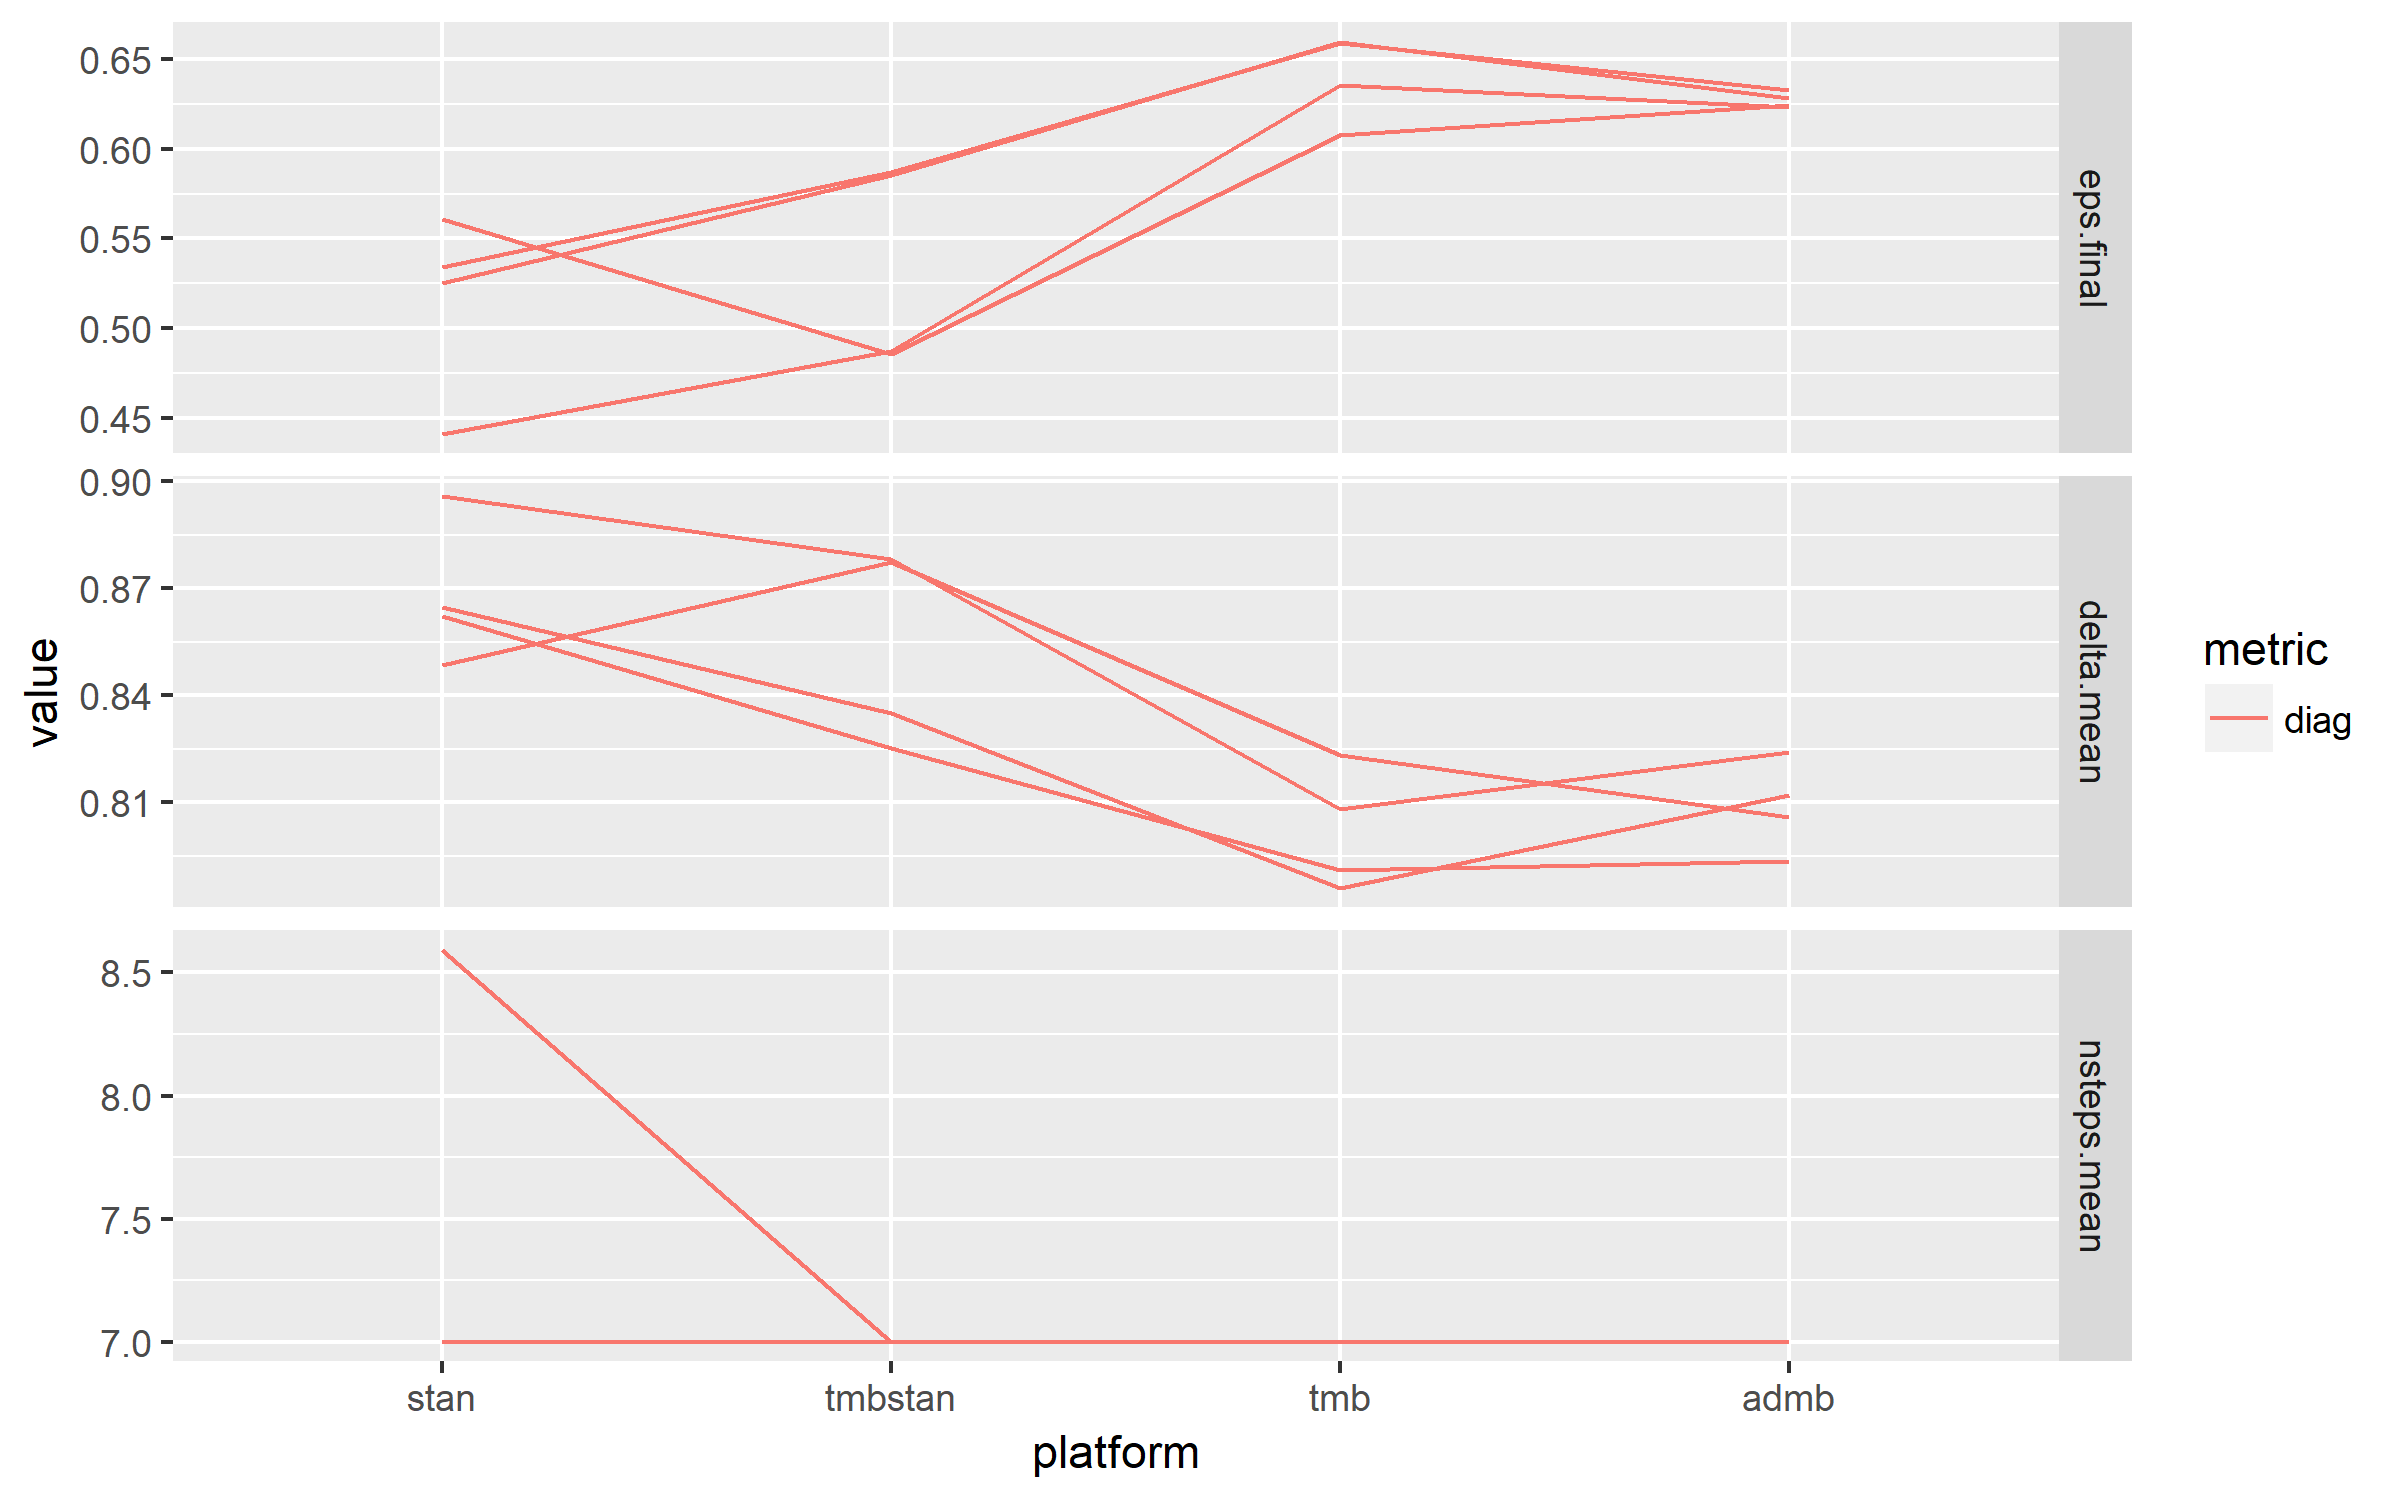 0.65
0.60
0.55
0.50
0.45
eps.final
0.90
0.87
0.84
0.81
delta.mean
8.5
8.0
7.5
7.0
nsteps.mean
value
stan tmbstan tmb admb
platform
metric
diag